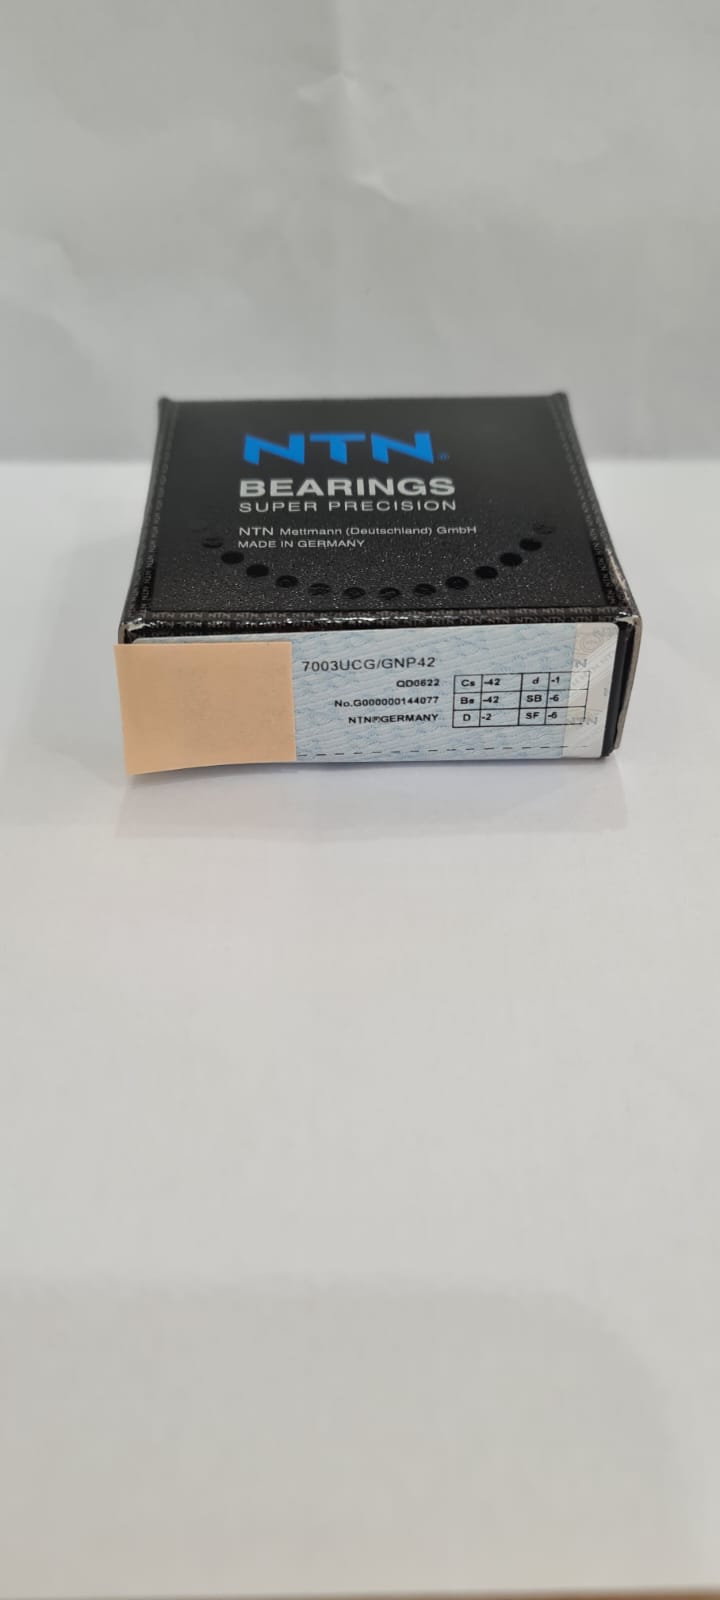 NTN®
BEARINGS
SUPER PRECISION
NTN Mettmann (Deutschland) GmbH
MADE IN GERMANY
7003UCG/GNP42
QD0622
No.G000000144077
NTN GERMANY
Cs -42 d -1
Bs -42 SB -6
D -2 SF -6